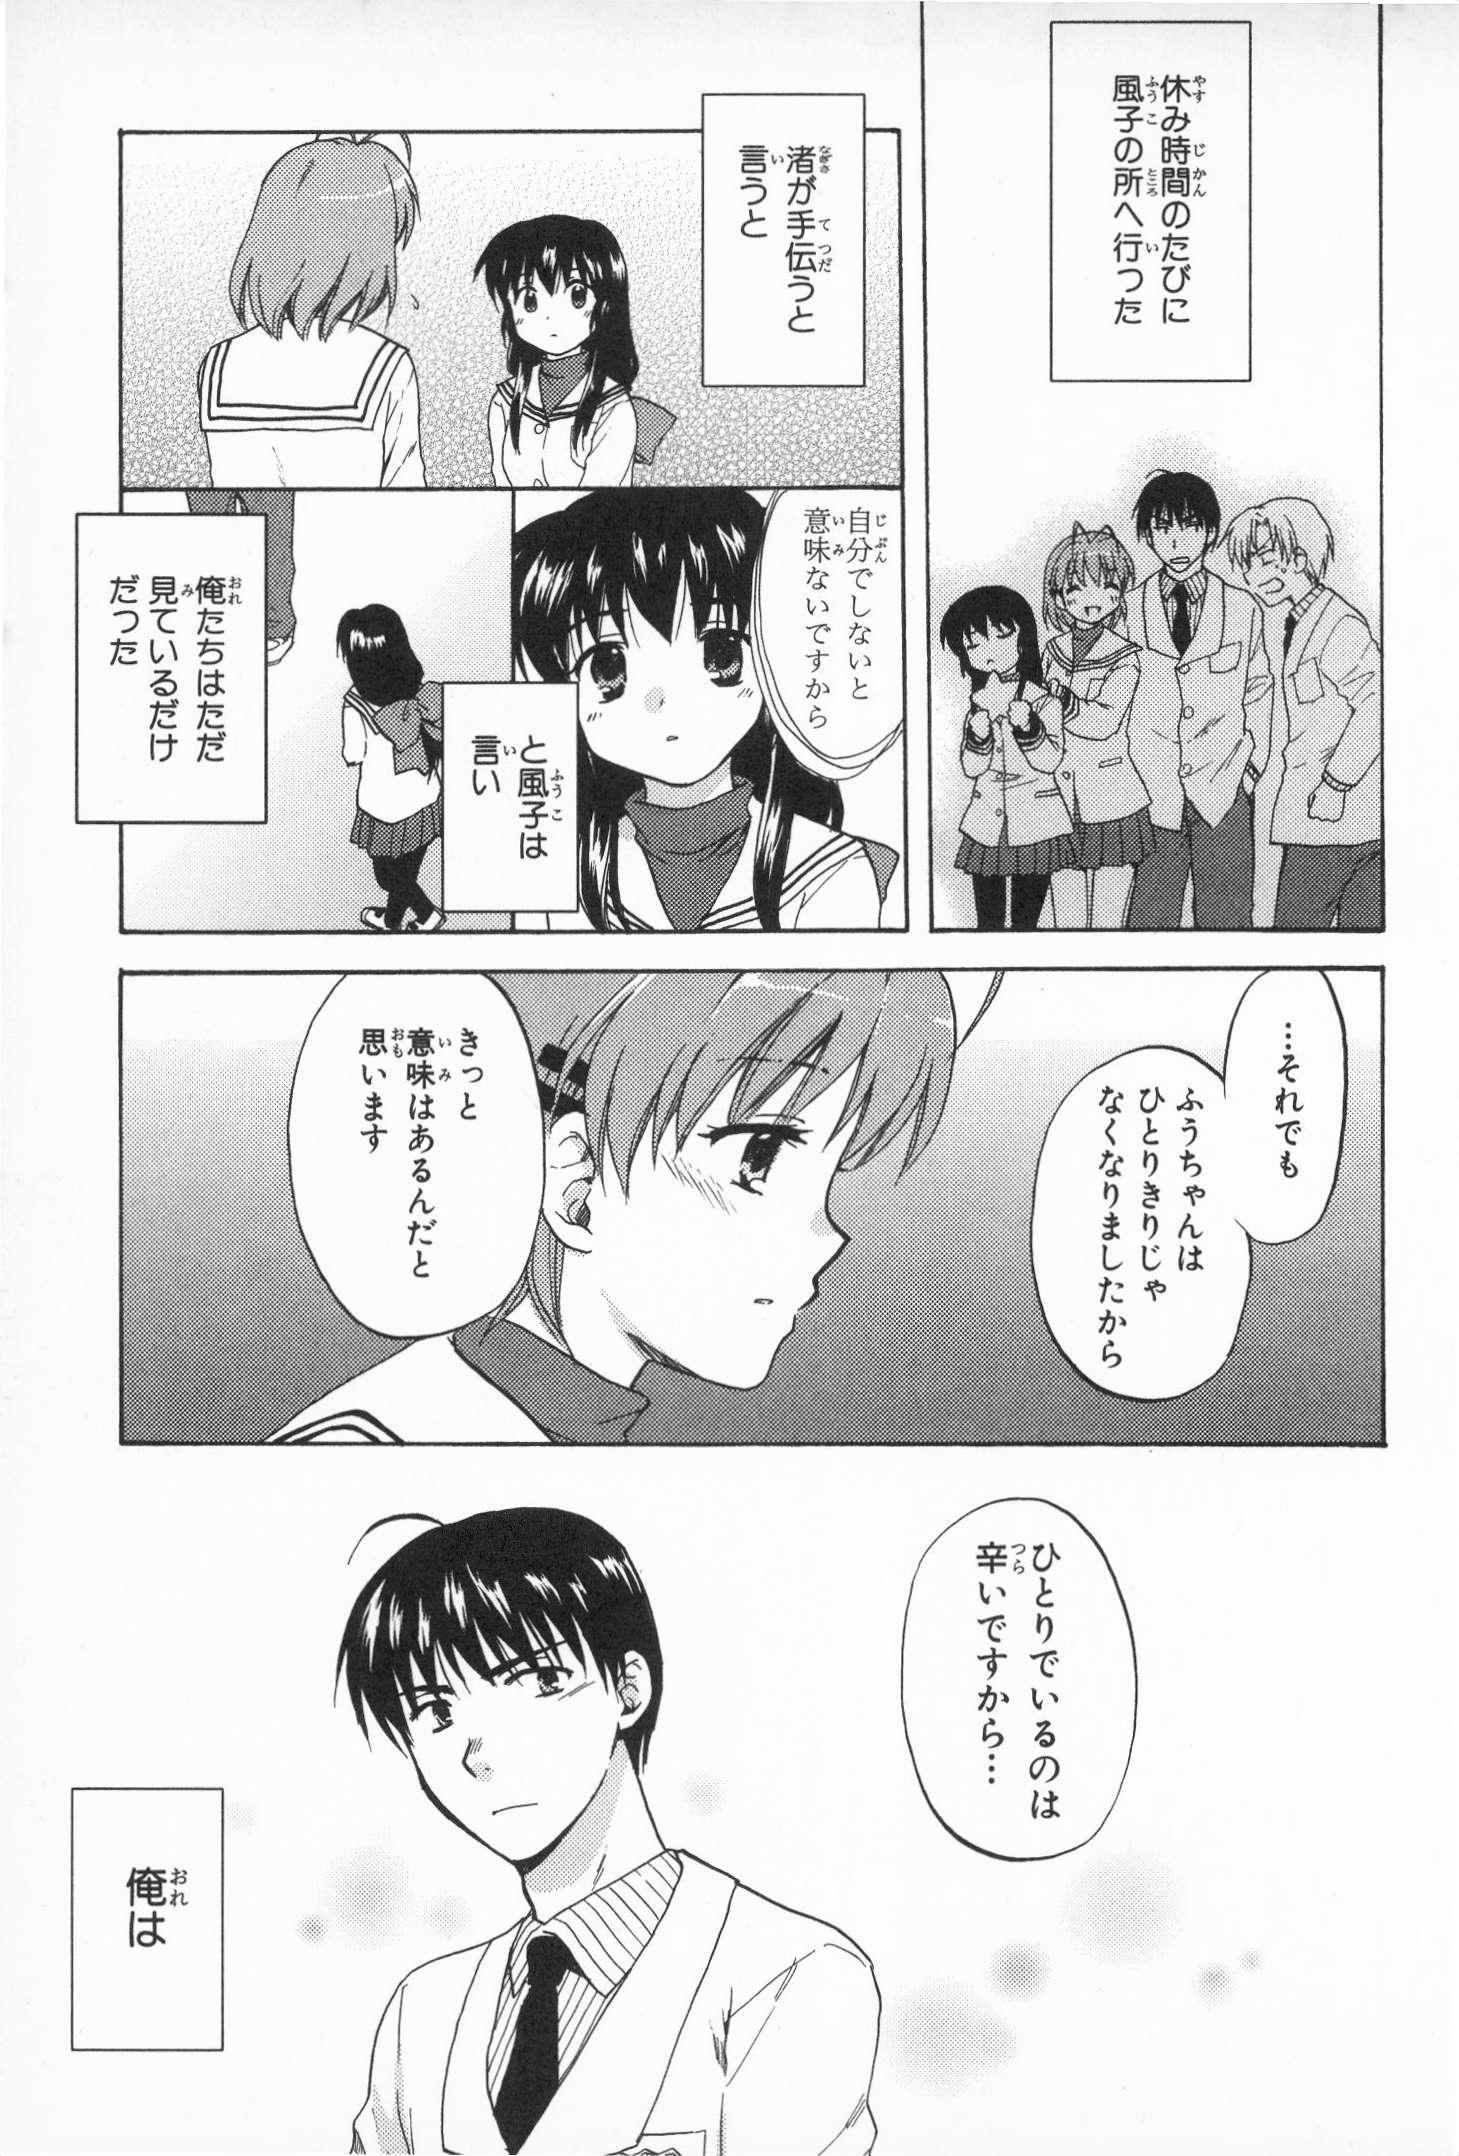 休み時間のたびに
風子の所へ行った
渚が手伝うと
言うと
自分でしないと
意味ないですから
と風子は
言い
俺たちはただ
見ているだけ
だった
…それでも
ふうちゃんは
ひとりきりじゃ
なくなりましたから
きっと
意味はあるんだと
思います
ひとりでいるのは
辛いですから…
俺は